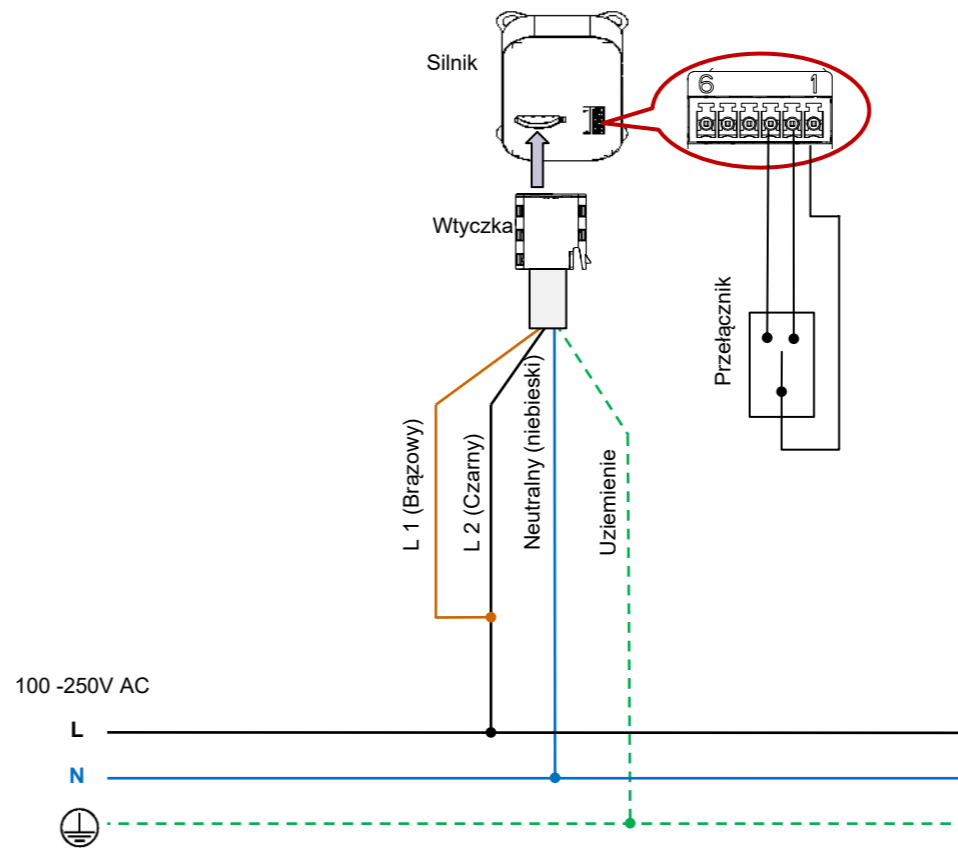 Silnik
6 1
Wtyczka
Przełącznik
L 1 (Brązowy)
L 2 (Czarny)
Neutralny (niebieski)
Uziemienie
100 -250V AC
L
N